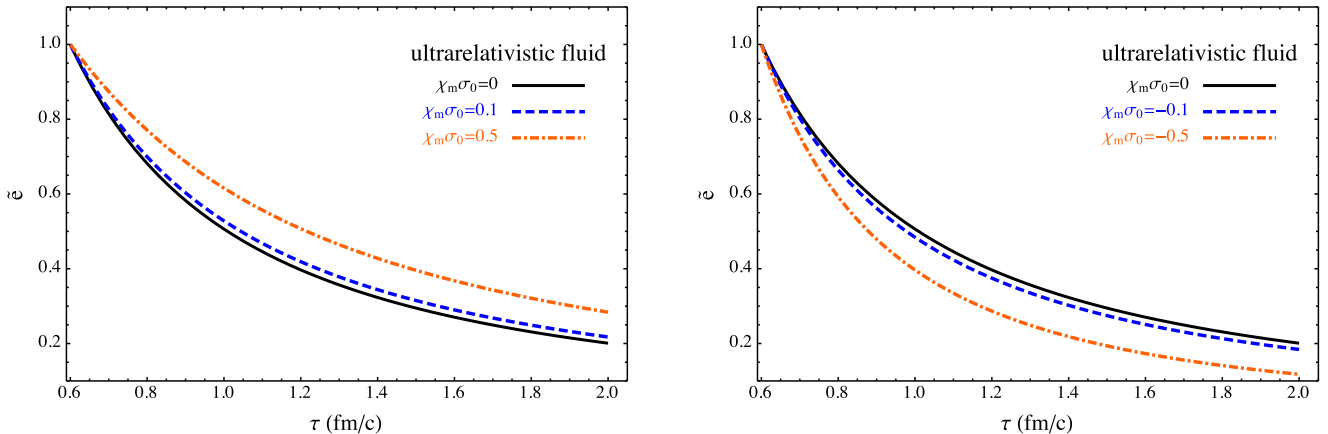 ultrarelativistic fluid
χmσ0=0
χmσ0=0.1
χmσ0=0.5
1.0
0.8
0.6
0.4
0.2
ẽ
0.6 0.8 1.0 1.2 1.4 1.6 1.8 2.0
τ (fm/c)
ultrarelativistic fluid
χmσ0=0
χmσ0=−0.1
χmσ0=−0.5
1.0
0.8
0.6
0.4
0.2
ẽ
0.6 0.8 1.0 1.2 1.4 1.6 1.8 2.0
τ (fm/c)